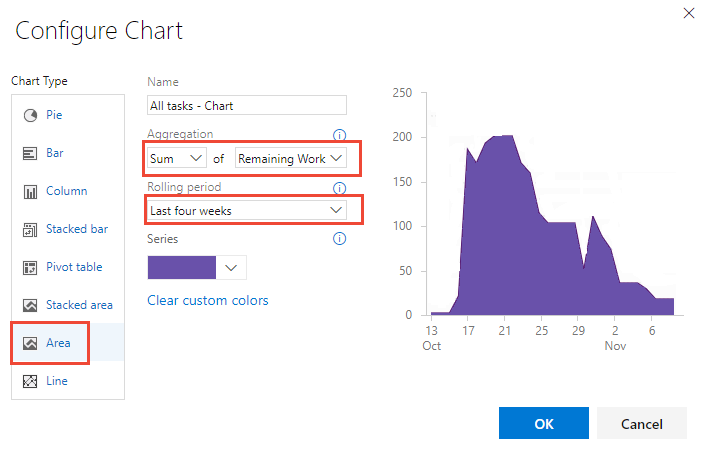 Configure Chart
Chart Type
Pie
Bar
Column
Stacked bar
Pivot table
Stacked area
Area
Line
Name
All tasks - Chart
Aggregation
Sum of Remaining Work
Rolling period
Last four weeks
Series
Clear custom colors
250
200
150
100
50
0
13 17 21 25 29 2 6
Oct Nov
OK Cancel